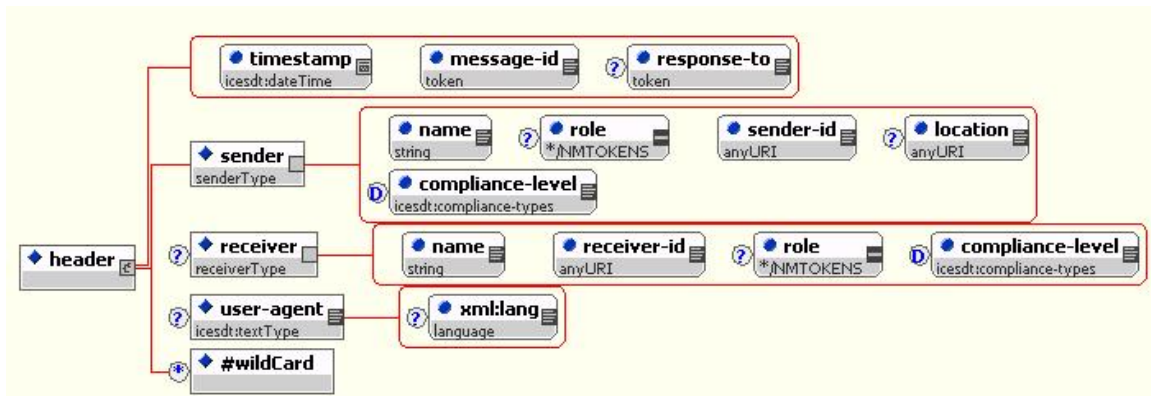 timestamp message-id ? response-to
icesdt:dateTime token token
name ? role sender-id ? location
string */NMTOKENS anyURI anyURI
sender
senderType
D compliance-level
icesdt:compliance-types
header
? receiver name receiver-id ? role D compliance-level
receiverType string anyURI */NMTOKENS icesdt:compliance-types
? user-agent ? xml:lang
icesdt:textType language
* #wildCard